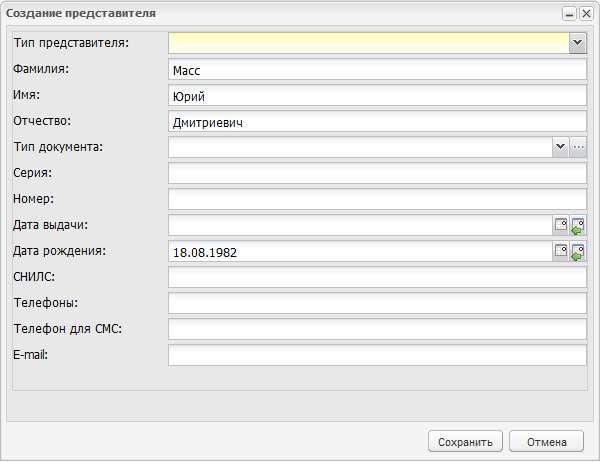 Создание представителя
Тип представителя:
Фамилия: Масс
Имя: Юрий
Отчество: Дмитриевич
Тип документа:
Серия:
Номер:
Дата выдачи:
Дата рождения: 18.08.1982
СНИЛС:
Телефоны:
Телефон для СМС:
E-mail:
Сохранить Отмена